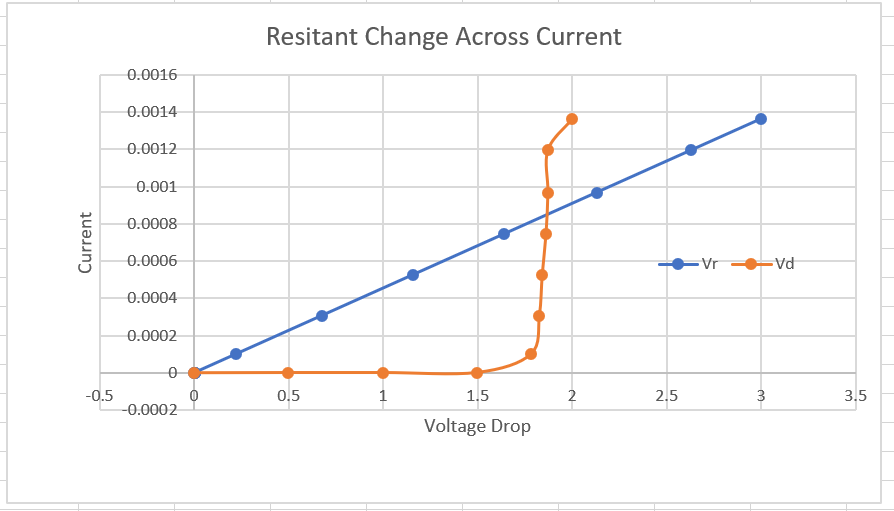 Resitant Change Across Current
0.0016
0.0014
0.0012
0.001
0.0008
0.0006
0.0004
0.0002
0
-0.0002
-0.5 0 0.5 1 1.5 2 2.5 3 3.5
Current
Voltage Drop
Vr Vd